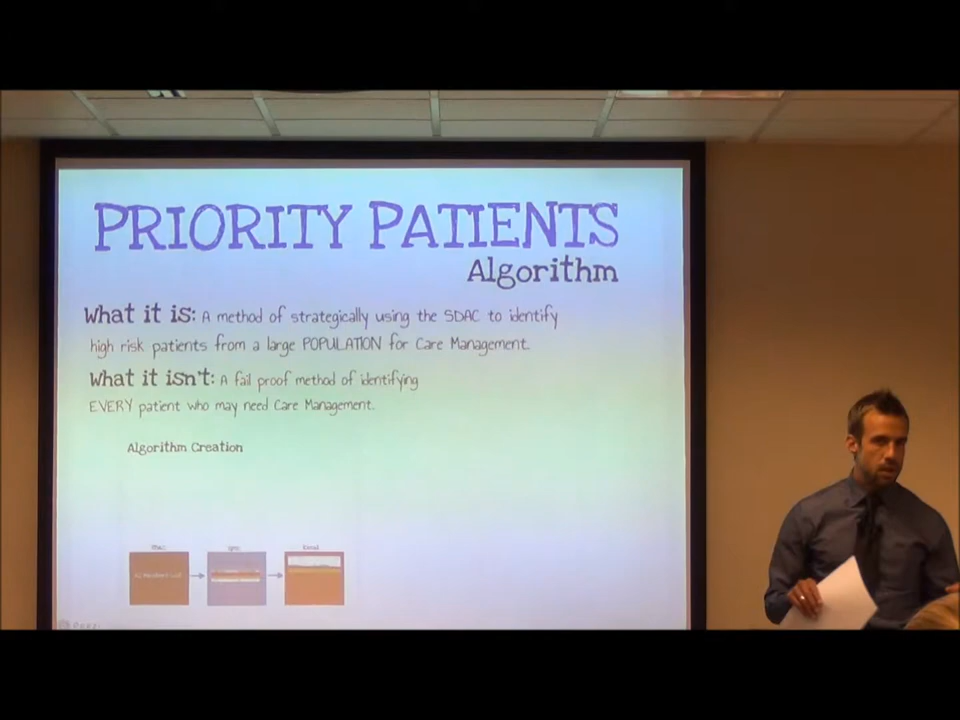 PRIORITY PATIENTS
Algorithm
What it is: A method of strategically using the SDAC to identify
high risk patients from a large POPULATION for Care Management.
What it isn't: A fail proof method of identifying
EVERY patient who may need Care Management.
Algorithm Creation
Prezi